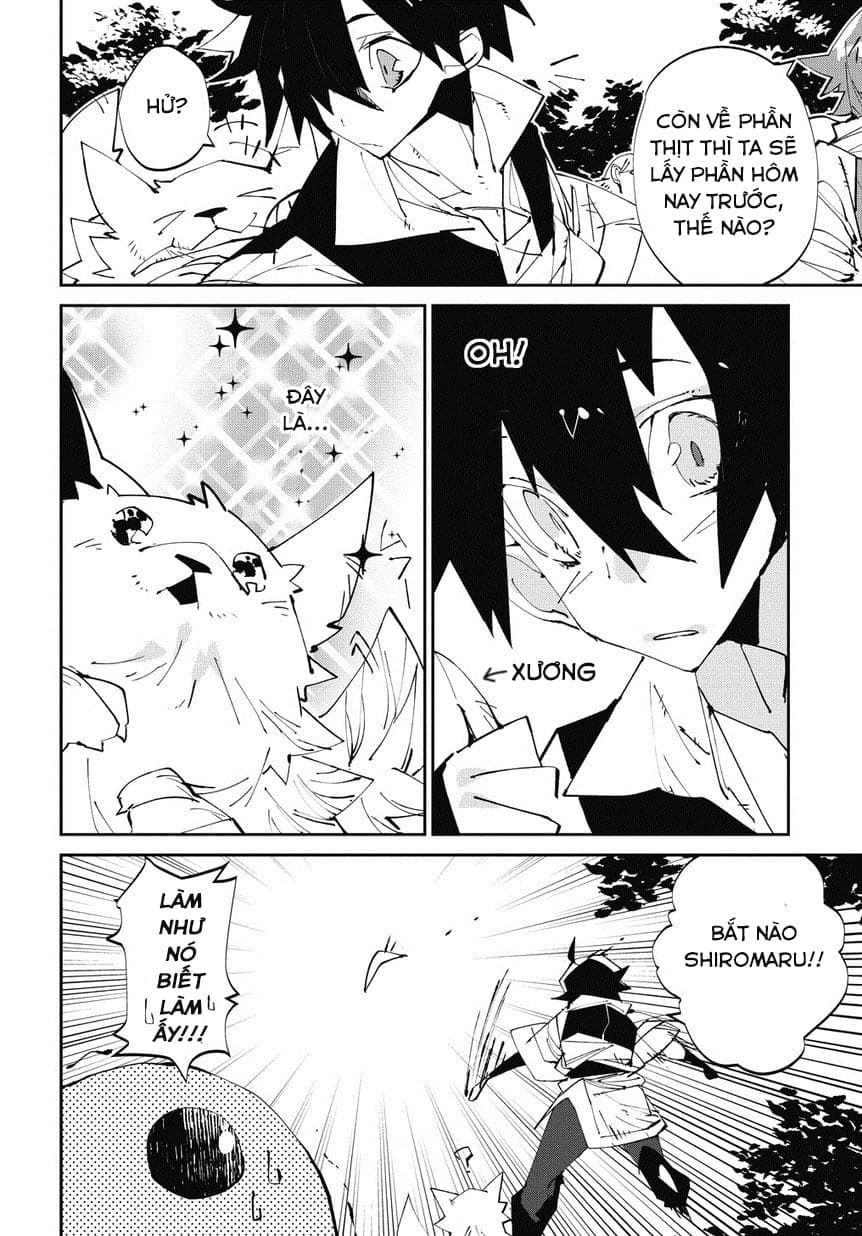 CÒN VỀ PHẦN
THỊT THÌ TA SẼ
LẤY PHẦN HÔM
NAY TRƯỚC,
THẾ NÀO?
HỬ?
OH!
XƯƠNG
ĐÂY
LÀ...
BẮT NÀO
SHIROMARU!!
LÀM
NHƯ
NÓ
BIẾT
LÀM
ẤY!!!